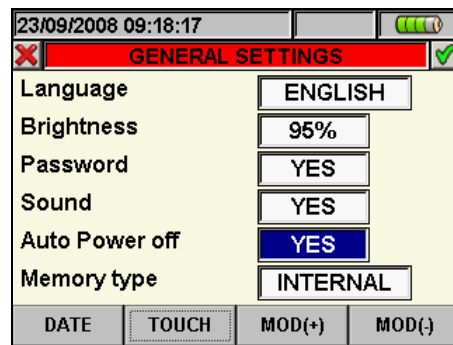 23/09/2008 09:18:17
GENERAL SETTINGS
Language ENGLISH
Brightness 95%
Password YES
Sound YES
Auto Power off YES
Memory type INTERNAL
DATE TOUCH MOD(+) MOD(-)